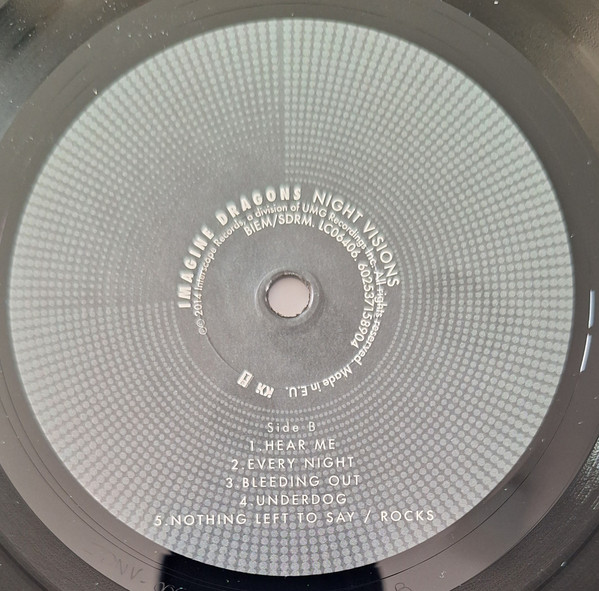 IMAGINE DRAGONS NIGHT VISIONS
℗© 2014 Interscope Records, a division of UMG Recordings Inc. All rights reserved. Made in E.U.
BIEM/SDRM. LC06406. 602537158904
Side B
1.HEAR ME
2.EVERY NIGHT
3.BLEEDING OUT
4.UNDERDOG
5.NOTHING LEFT TO SAY / ROCKS